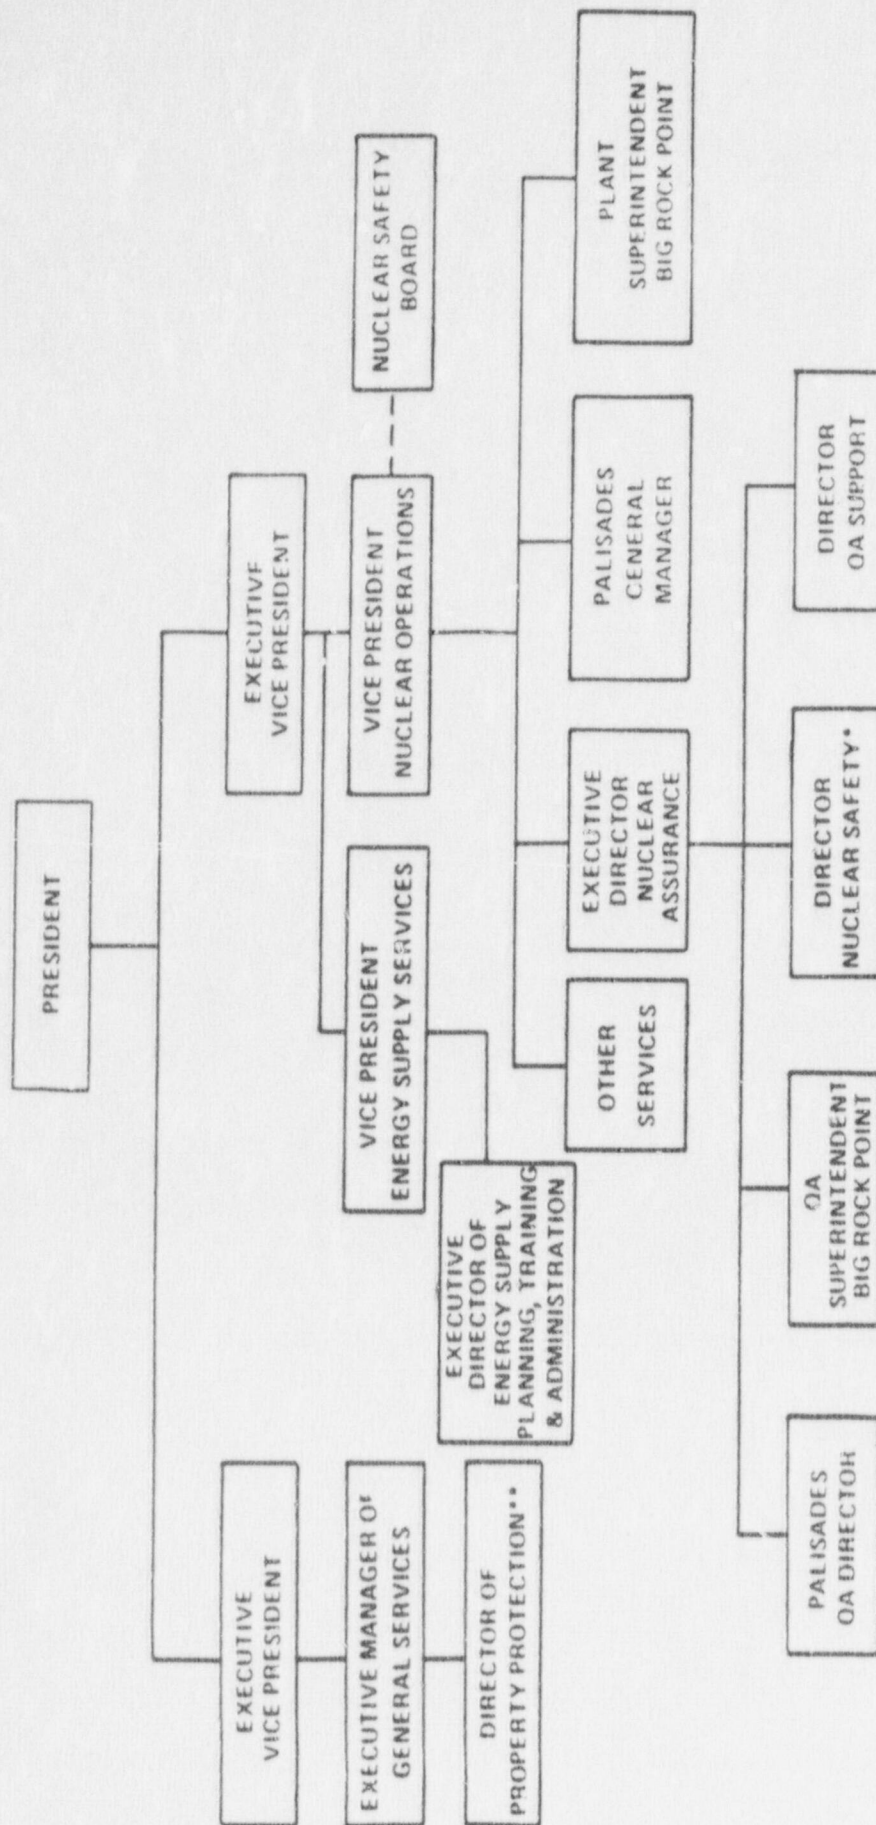 PRESIDENT
EXECUTIVE
VICE PRESIDENT
EXECUTIVE
VICE PRESIDENT
EXECUTIVE MANAGER OF
GENERAL SERVICES
VICE PRESIDENT
ENERGY SUPPLY SERVICES
VICE PRESIDENT
NUCLEAR OPERATIONS
NUCLEAR SAFETY
BOARD
DIRECTOR OF
PROPERTY PROTECTION**
EXECUTIVE
DIRECTOR OF
ENERGY SUPPLY
PLANNING, TRAINING
& ADMINISTRATION
OTHER
SERVICES
EXECUTIVE
DIRECTOR
NUCLEAR
ASSURANCE
PALISADES
CENERAL
MANAGER
PLANT
SUPERINTENDENT
BIG ROCK POINT
PALISADES
QA DIRECTOR
QA
SUPERINTENDENT
BIG ROCK POINT
DIRECTOR
NUCLEAR SAFETY*
DIRECTOR
QA SUPPORT